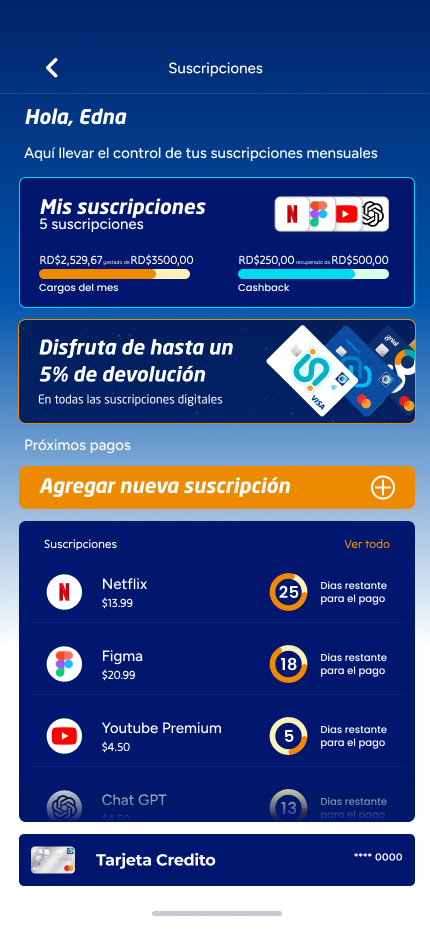 Suscripciones
Hola, Edna
Aquí llevar el control de tus suscripciones mensuales
Mis suscripciones
5 suscripciones
RD$2,529,67 gastado de RD$3500,00
Cargos del mes
RD$250,00 recuperado de RD$500,00
Cashback
Disfruta de hasta un
5% de devolución
En todas las suscripciones digitales
VISA
Próximos pagos
Agregar nueva suscripción
Suscripciones
Ver todo
Netflix
$13.99
25
Dias restante
para el pago
Figma
$20.99
18
Dias restante
para el pago
Youtube Premium
$4.50
5
Dias restante
para el pago
Chat GPT
$4.50
13
Dias restante
para el pago
Tarjeta Credito
**** 0000